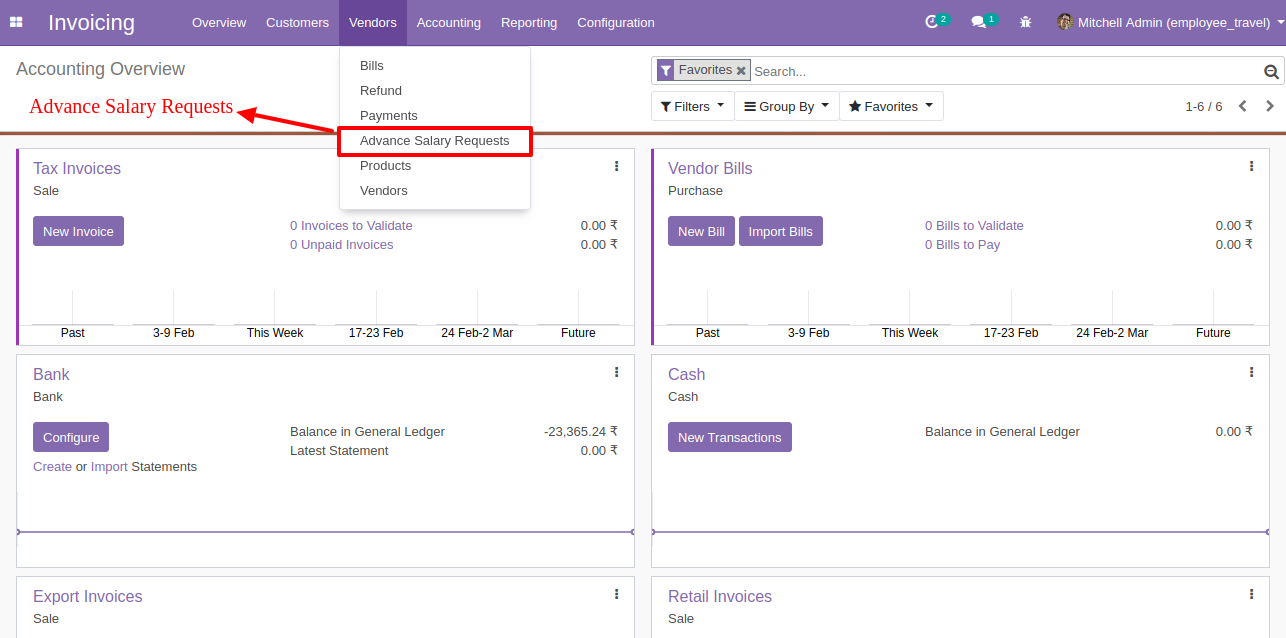 Invoicing
Overview Customers Vendors Accounting Reporting Configuration
2 1 Mitchell Admin (employee_travel)
Accounting Overview
Favorites Search...
Filters Group By Favorites
1-6 / 6
Advance Salary Requests
Bills
Refund
Payments
Advance Salary Requests
Products
Vendors
Tax Invoices
Sale
New Invoice
0 Invoices to Validate 0.00 ₹
0 Unpaid Invoices 0.00 ₹
Past 3-9 Feb This Week 17-23 Feb 24 Feb-2 Mar Future
Vendor Bills
Purchase
New Bill Import Bills
0 Bills to Validate 0.00 ₹
0 Bills to Pay 0.00 ₹
Past 3-9 Feb This Week 17-23 Feb 24 Feb-2 Mar Future
Bank
Bank
Configure
Create or Import Statements
Balance in General Ledger -23,365.24 ₹
Latest Statement 0.00 ₹
Cash
Cash
New Transactions
Balance in General Ledger 0.00 ₹
Export Invoices
Sale
Retail Invoices
Sale